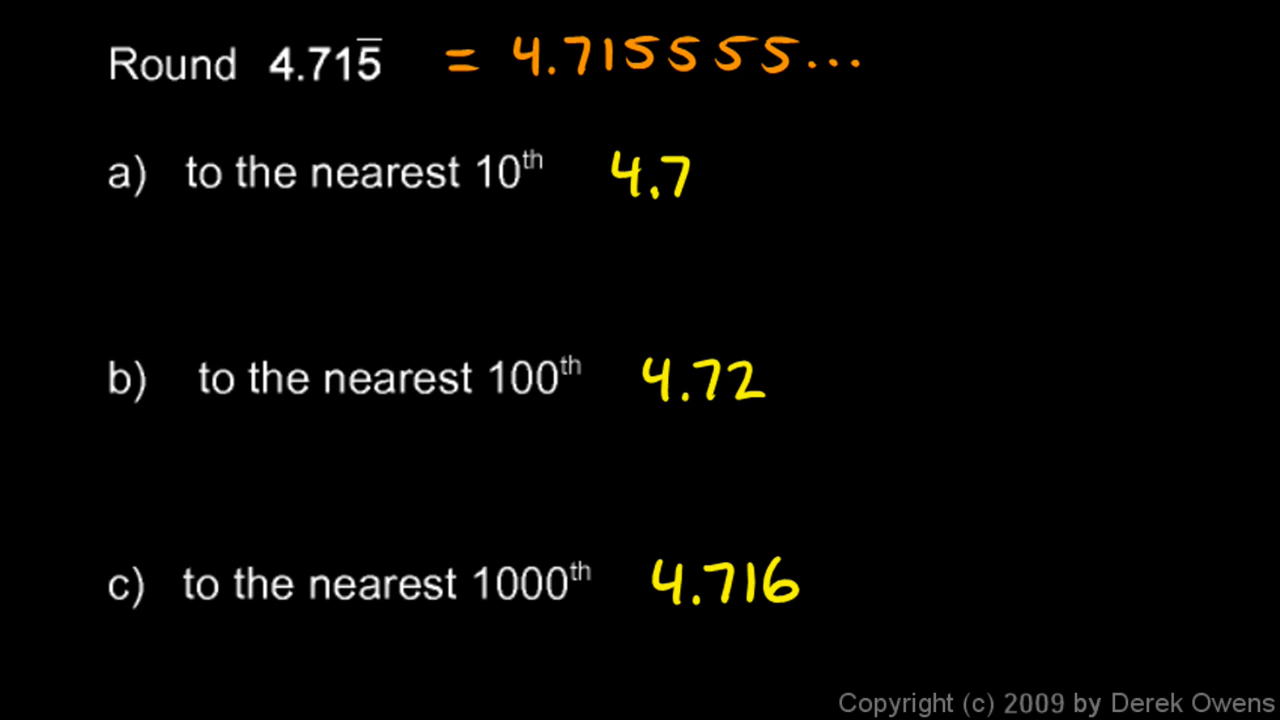 Round 4.715̅ = 4.715555...
a) to the nearest 10ᵗʰ 4.7
b) to the nearest 100ᵗʰ 4.72
c) to the nearest 1000ᵗʰ 4.716
Copyright (c) 2009 by Derek Owens